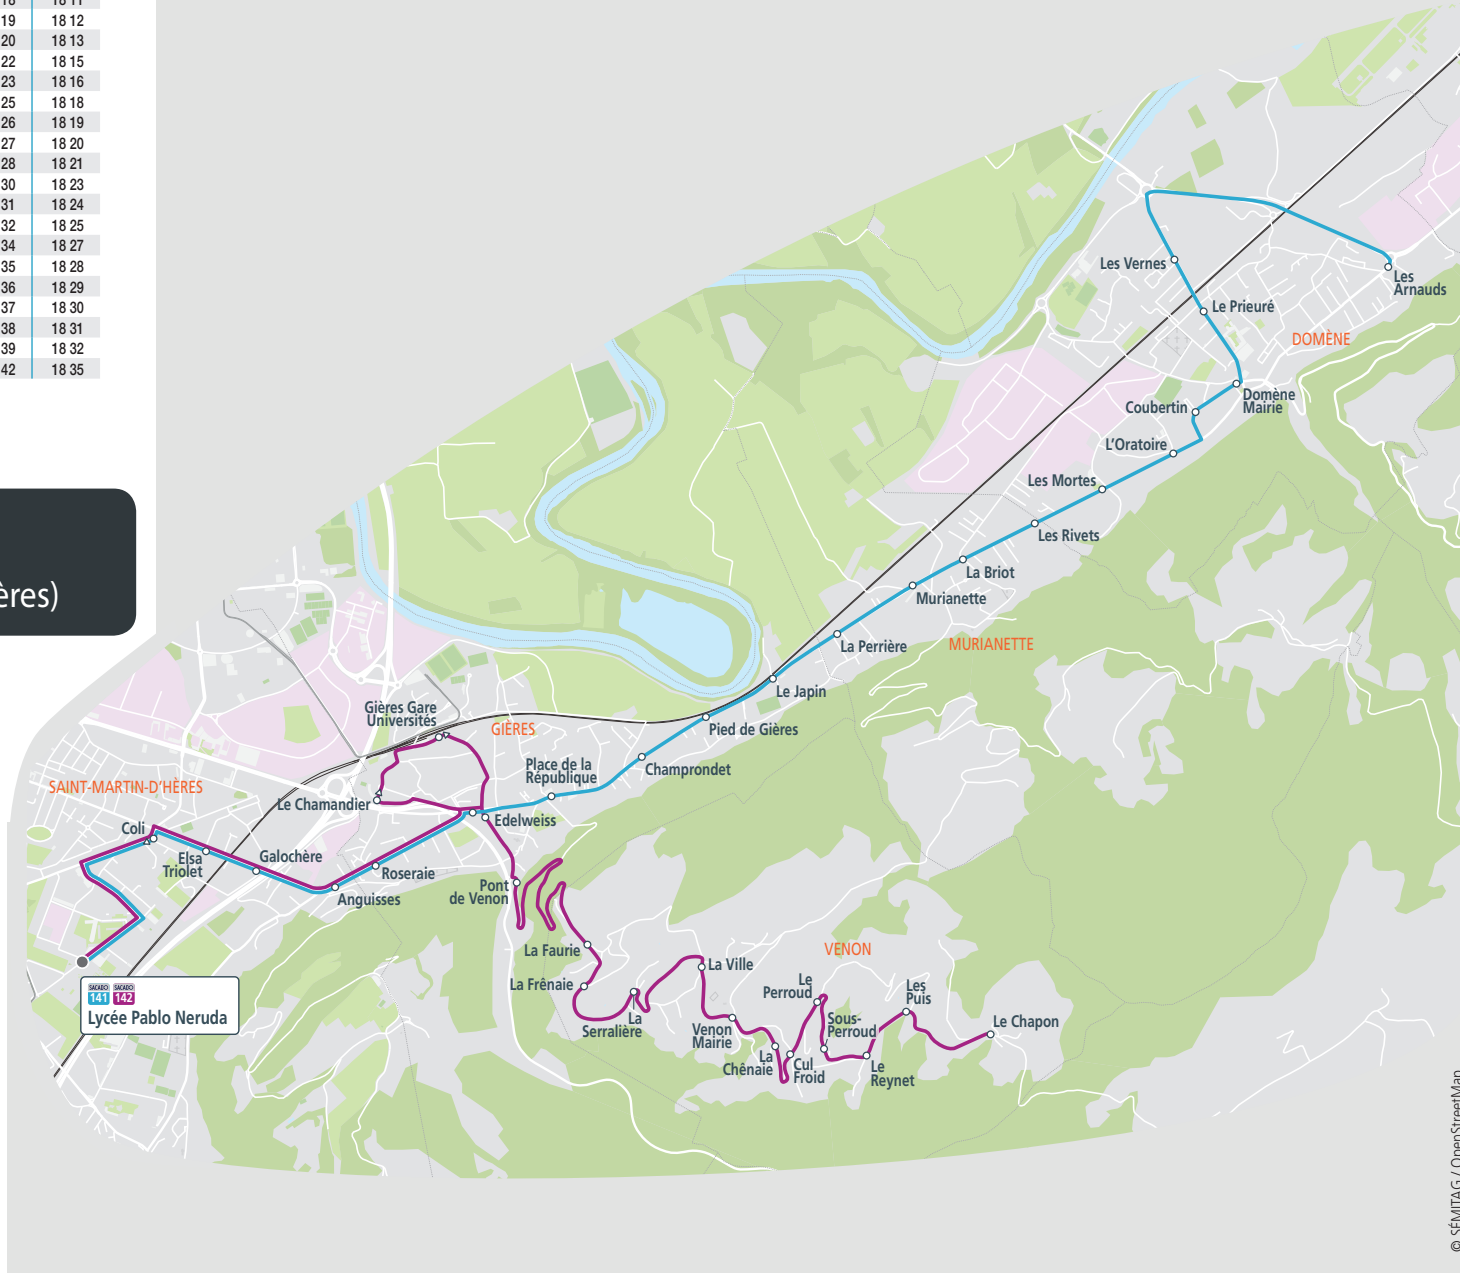 18 18 11
19 18 12
20 18 13
22 18 15
23 18 16
25 18 18
26 18 19
27 18 20
28 18 21
30 18 23
31 18 24
32 18 25
34 18 27
35 18 28
36 18 29
37 18 30
38 18 31
39 18 32
42 18 35
ères)
Les Vernes
Les
Arnauds
Le Prieuré
DOMÈNE
Domène
Mairie
Coubertin
L'Oratoire
Les Mortes
Les Rivets
La Briot
Murianette
MURIANETTE
La Perrière
Le Japin
Pied de Gières
Gières Gare
Universités
GIÈRES
Place de la
République
Champrondet
SAINT-MARTIN-D'HÈRES
Le Chamandier
Edelweiss
Coli
Elsa
Triolet
Galochère
Roseraie
Anguisses
Pont
de Venon
La Faurie
La Frênaie
La
Serralière
La Ville
VENON
Venon
Mairie
La
Chênaie
Le
Perroud
Cul
Froid
Sous-
Perroud
Le
Reynet
Les
Puis
Le Chapon
SACADO SACADO
141 142
Lycée Pablo Neruda
© SÉMITAG / OpenStreetMap